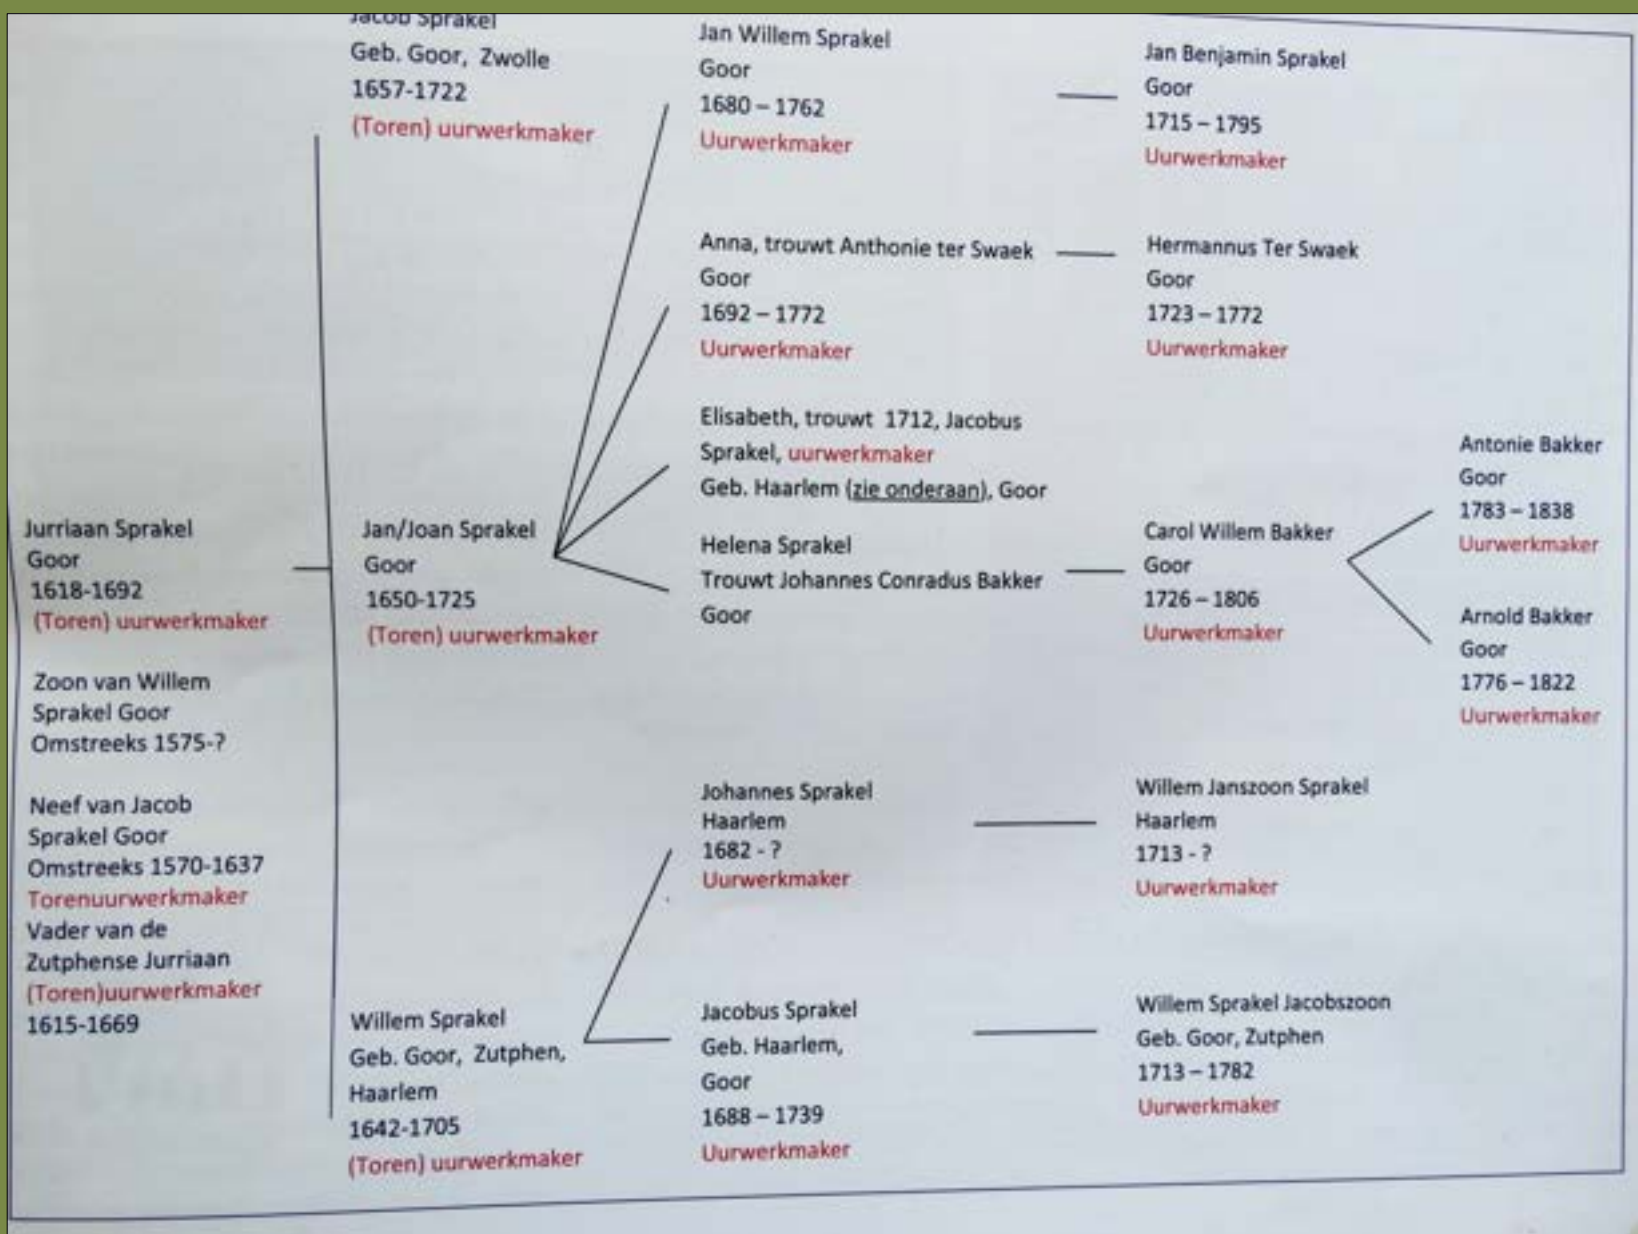 Jacob Sprakel
Geb. Goor, Zwolle
1657-1722
(Toren) uurwerkmaker
Jan Willem Sprakel
Goor
1680 – 1762
Uurwerkmaker
Jan Benjamin Sprakel
Goor
1715 – 1795
Uurwerkmaker
Anna, trouwt Anthonie ter Swaek
Goor
1692 – 1772
Uurwerkmaker
Hermannus Ter Swaek
Goor
1723 – 1772
Uurwerkmaker
Elisabeth, trouwt 1712, Jacobus
Sprakel, uurwerkmaker
Geb. Haarlem (zie onderaan), Goor
Jurriaan Sprakel
Goor
1618-1692
(Toren) uurwerkmaker
Zoon van Willem
Sprakel Goor
Omstreeks 1575-?
Neef van Jacob
Sprakel Goor
Omstreeks 1570-1637
Torenuurwerkmaker
Vader van de
Zutphense Jurriaan
(Toren)uurwerkmaker
1615-1669
Jan/Joan Sprakel
Goor
1650-1725
(Toren) uurwerkmaker
Helena Sprakel
Trouwt Johannes Conradus Bakker
Goor
Carol Willem Bakker
Goor
1726 – 1806
Uurwerkmaker
Antonie Bakker
Goor
1783 – 1838
Uurwerkmaker
Arnold Bakker
Goor
1776 – 1822
Uurwerkmaker
Johannes Sprakel
Haarlem
1682 - ?
Uurwerkmaker
Willem Janszoon Sprakel
Haarlem
1713 - ?
Uurwerkmaker
Willem Sprakel
Geb. Goor, Zutphen,
Haarlem
1642-1705
(Toren) uurwerkmaker
Jacobus Sprakel
Geb. Haarlem,
Goor
1688 – 1739
Uurwerkmaker
Willem Sprakel Jacobszoon
Geb. Goor, Zutphen
1713 – 1782
Uurwerkmaker